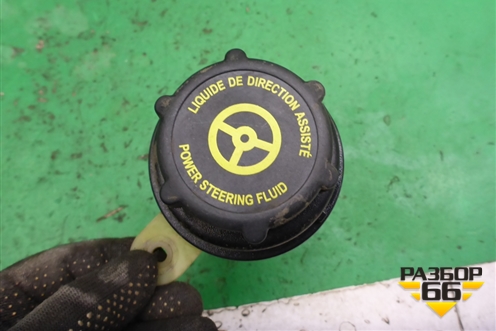 LIQUIDE DE DIRECTION ASSISTÉ
POWER STEERING FLUID
РАЗБОР
66